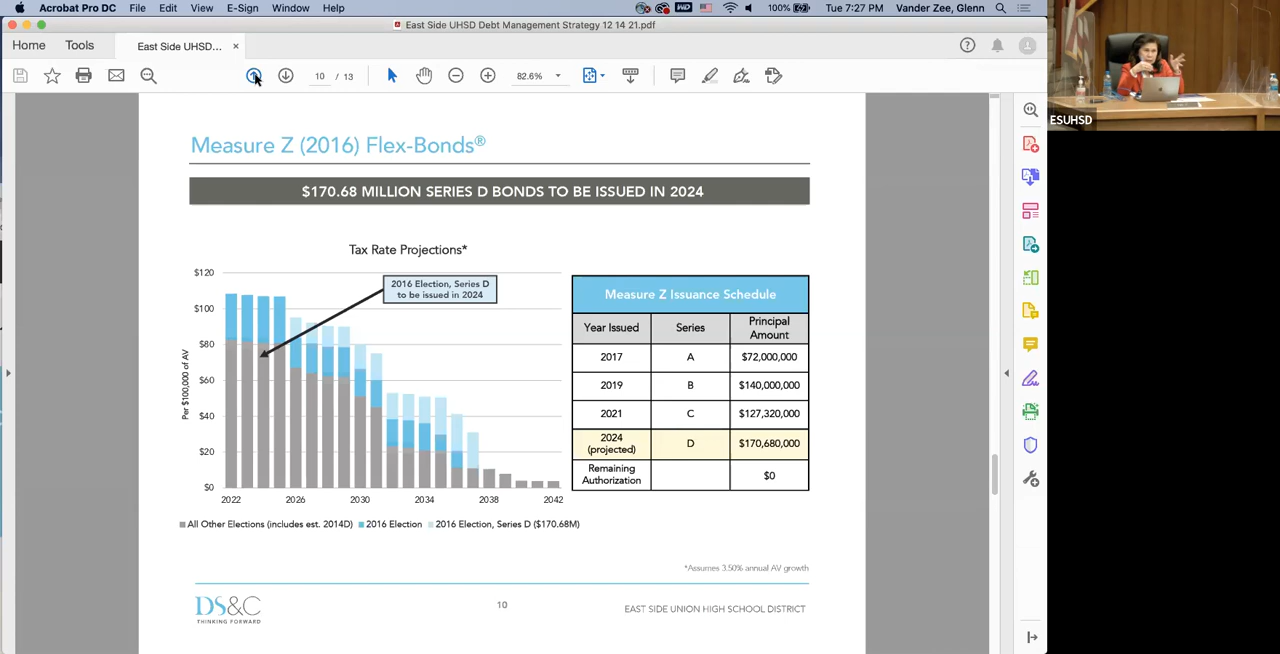 Acrobat Pro DC File Edit View E-Sign Window Help
100% Tue 7:27 PM Vander Zee, Glenn
East Side UHSD Debt Management Strategy 12 14 21.pdf
Home Tools East Side UHSD... ×
10 / 13 82.6%
ESUHSD
Measure Z (2016) Flex-Bonds®
$170.68 MILLION SERIES D BONDS TO BE ISSUED IN 2024
Tax Rate Projections*
$120
$100
$80
$60
$40
$20
$0
Per $100,000 of AV
2016 Election, Series D
to be issued in 2024
2022 2026 2030 2034 2038 2042
All Other Elections (includes est. 2014D) 2016 Election 2016 Election, Series D ($170.68M)
Measure Z Issuance Schedule
Year Issued Series Principal Amount
2017 A $72,000,000
2019 B $140,000,000
2021 C $127,320,000
2024 (projected) D $170,680,000
Remaining Authorization $0
*Assumes 3.50% annual AV growth
DS&C
THINKING FORWARD
10
EAST SIDE UNION HIGH SCHOOL DISTRICT